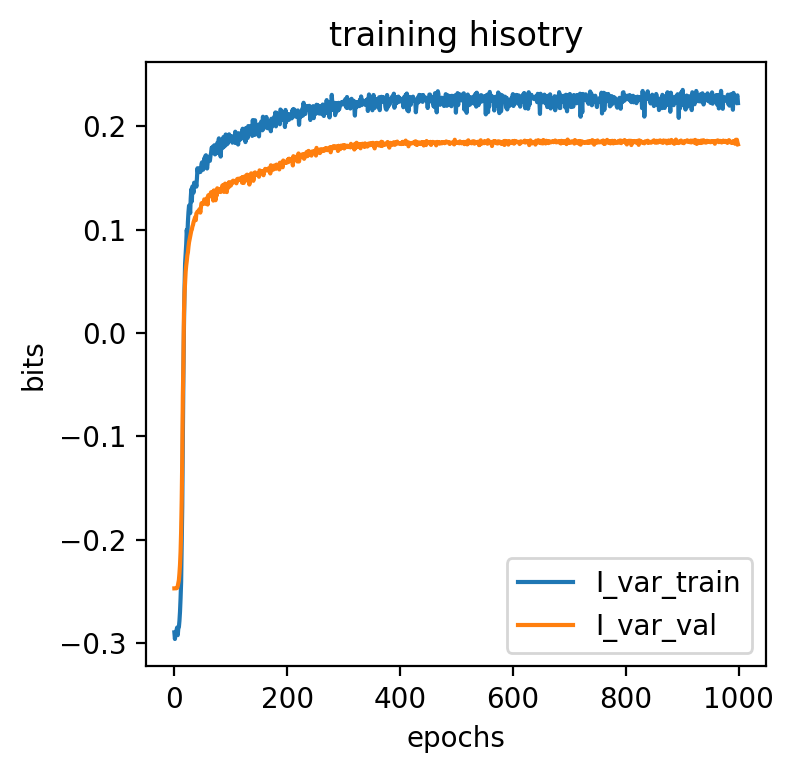 training hisotry
bits
0.2
0.1
0.0
−0.1
−0.2
−0.3
I_var_train
I_var_val
0 200 400 600 800 1000
epochs